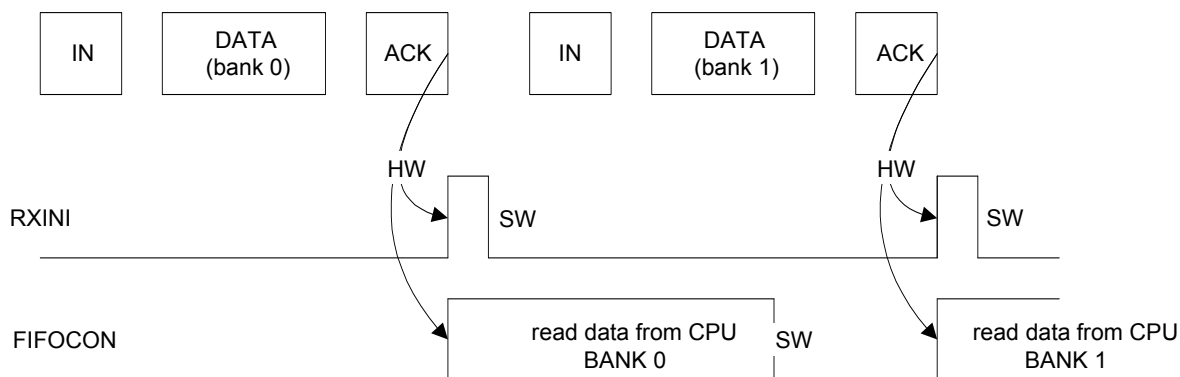 IN
DATA
(bank 0)
ACK
IN
DATA
(bank 1)
ACK
HW
HW
RXINI
SW
SW
FIFOCON
read data from CPU
BANK 0
SW
read data from CPU
BANK 1